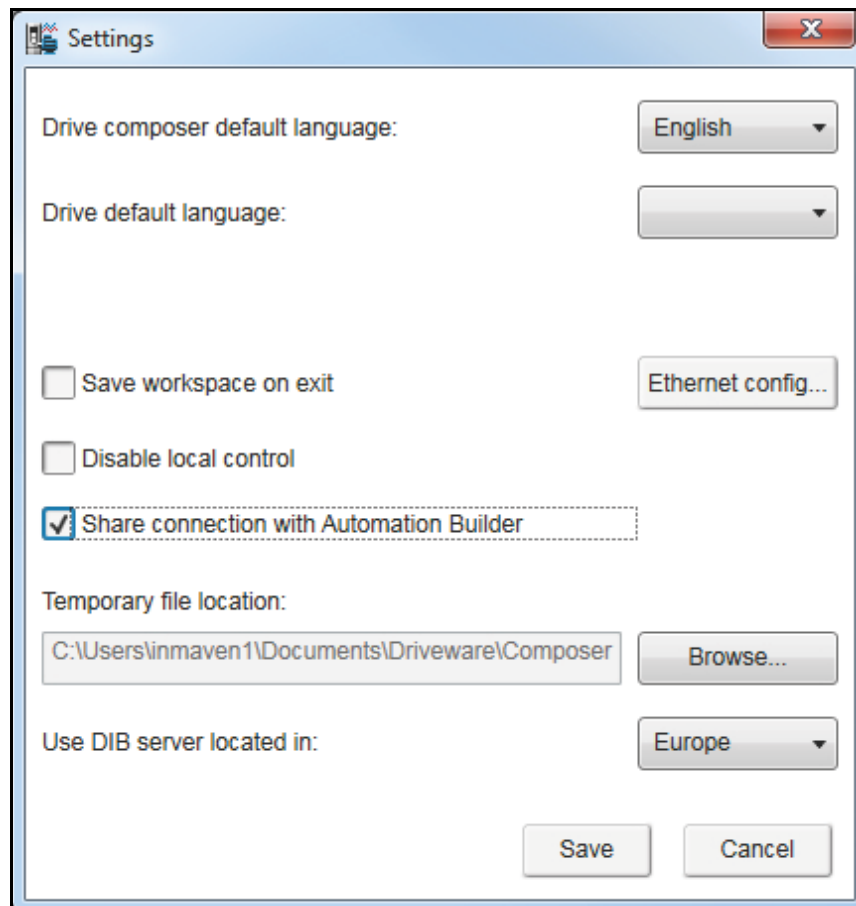 Settings
Drive composer default language: English
Drive default language:
Save workspace on exit Ethernet config...
Disable local control
Share connection with Automation Builder
Temporary file location:
C:\Users\inmaven1\Documents\Driveware\Composer Browse...
Use DIB server located in: Europe
Save Cancel